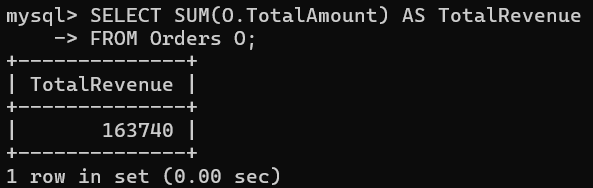 mysql> SELECT SUM(O.TotalAmount) AS TotalRevenue
    -> FROM Orders O;
+--------------+
| TotalRevenue |
+--------------+
|       163740 |
+--------------+
1 row in set (0.00 sec)